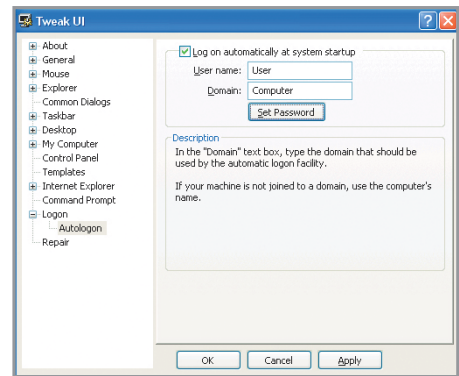 Tweak UI
About
General
Mouse
Explorer
Common Dialogs
Taskbar
Desktop
My Computer
Control Panel
Templates
Internet Explorer
Command Prompt
Logon
Autologon
Repair
Log on automatically at system startup
User name: User
Domain: Computer
Set Password
Description
In the "Domain" text box, type the domain that should be
used by the automatic logon facility.
If your machine is not joined to a domain, use the computer's
name.
OK Cancel Apply